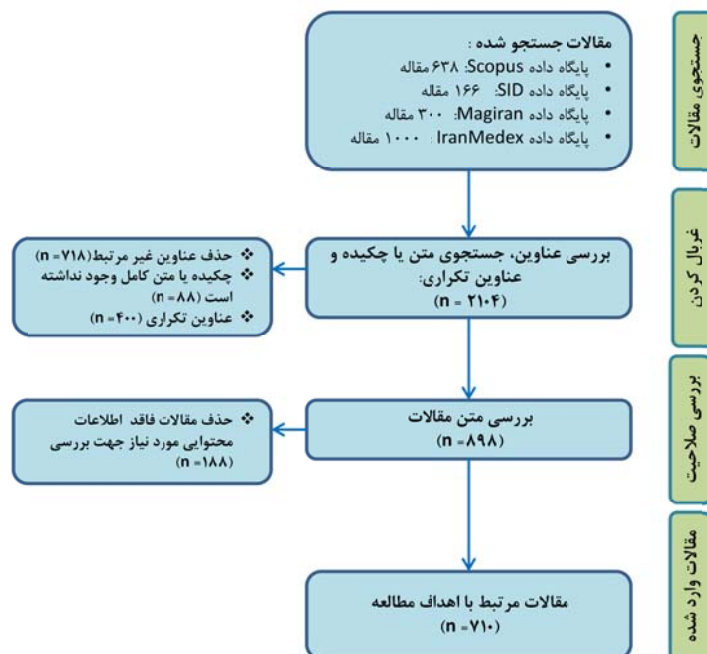 جستجوی مقالات
مقالات جستجو شده :
• پایگاه داده Scopus: ۶۳۸ مقاله
• پایگاه داده SID: ۱۶۶ مقاله
• پایگاه داده Magiran: ۳۰۰ مقاله
• پایگاه داده IranMedex: ۱۰۰۰ مقاله
غربال کردن
بررسی عناوین، جستجوی متن یا چکیده و
عناوین تکراری:
(n = ۲۱۰۴)
❖ حذف عناوین غیر مرتبط(n =۷۱۸)
❖ چکیده یا متن کامل وجود نداشته
است (n =۸۸)
❖ عناوین تکراری (n =۴۰۰)
بررسی صلاحیت
بررسی متن مقالات
(n =۸۹۸)
❖ حذف مقالات فاقد اطلاعات
محتوایی مورد نیاز جهت بررسی
(n =۱۸۸)
مقالات وارد شده
مقالات مرتبط با اهداف مطالعه
(n =۷۱۰)